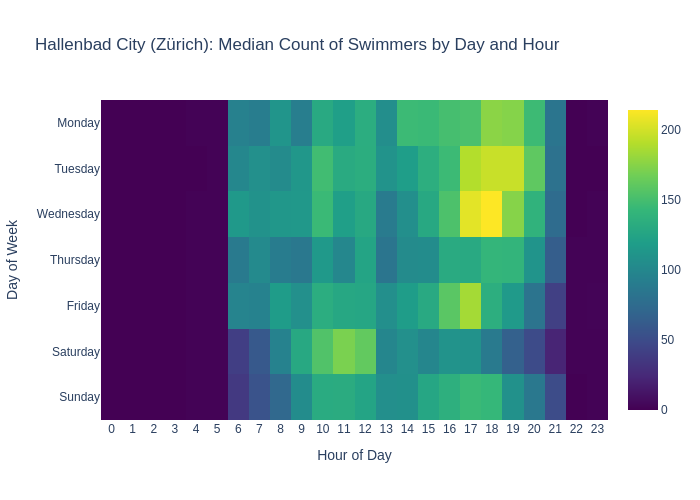 Hallenbad City (Zürich): Median Count of Swimmers by Day and Hour
Day of Week
Monday
Tuesday
Wednesday
Thursday
Friday
Saturday
Sunday
0 1 2 3 4 5 6 7 8 9 10 11 12 13 14 15 16 17 18 19 20 21 22 23
Hour of Day
200
150
100
50
0